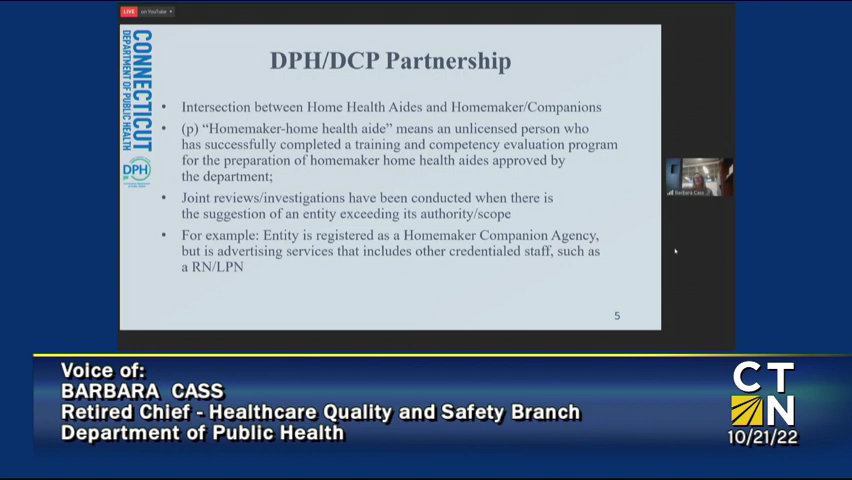 LIVE on YouTube
CONNECTICUT
DEPARTMENT OF PUBLIC HEALTH
DPH
DPH/DCP Partnership
• Intersection between Home Health Aides and Homemaker/Companions
• (p) “Homemaker-home health aide” means an unlicensed person who
has successfully completed a training and competency evaluation program
for the preparation of homemaker home health aides approved by
the department;
• Joint reviews/investigations have been conducted when there is
the suggestion of an entity exceeding its authority/scope
• For example: Entity is registered as a Homemaker Companion Agency,
but is advertising services that includes other credentialed staff, such as
a RN/LPN
5
Barbara Cass
Voice of:
BARBARA CASS
Retired Chief - Healthcare Quality and Safety Branch
Department of Public Health
CT
N
10/21/22